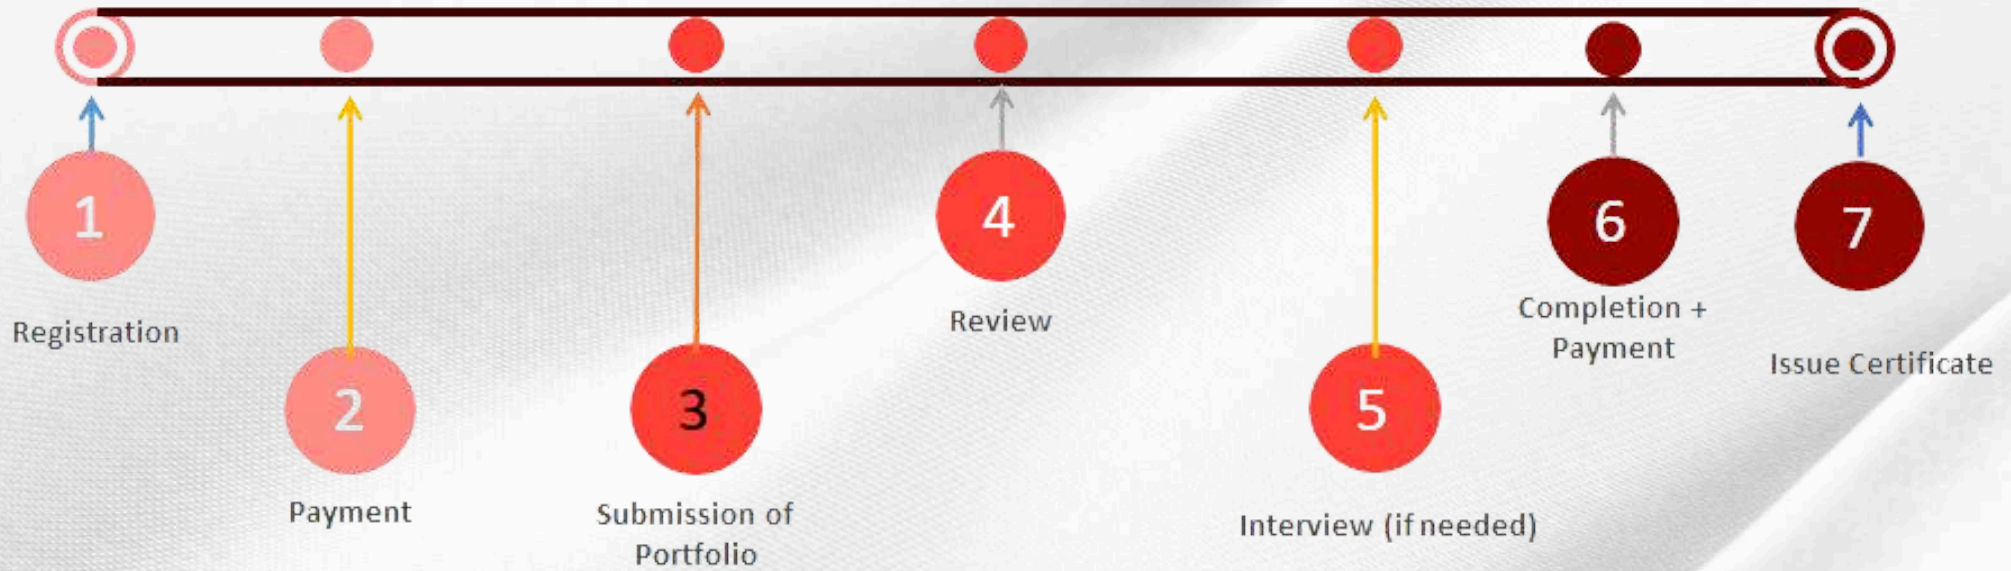 1
Registration
2
Payment
3
Submission of
Portfolio
4
Review
5
Interview (if needed)
6
Completion +
Payment
7
Issue Certificate